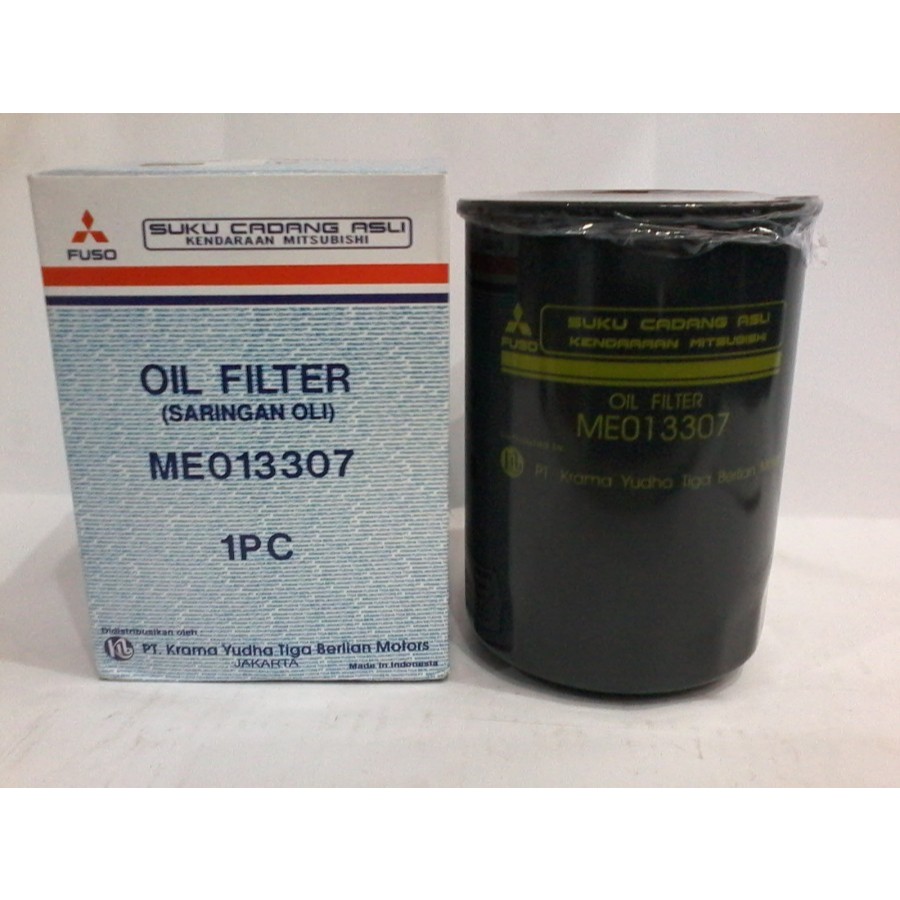 FUSO
SUKU CADANG ASLI
KENDARAAN MITSUBISHI
OIL FILTER
(SARINGAN OLI)
ME013307
1PC
Didistribusikan oleh
PT. Krama Yudha Tiga Berlian Motors
JAKARTA
Made in Indonesia
FUSO
SUKU CADANG ASLI
KENDARAAN MITSUBISHI
OIL FILTER
ME013307
PT. Krama Yudha Tiga Berlian